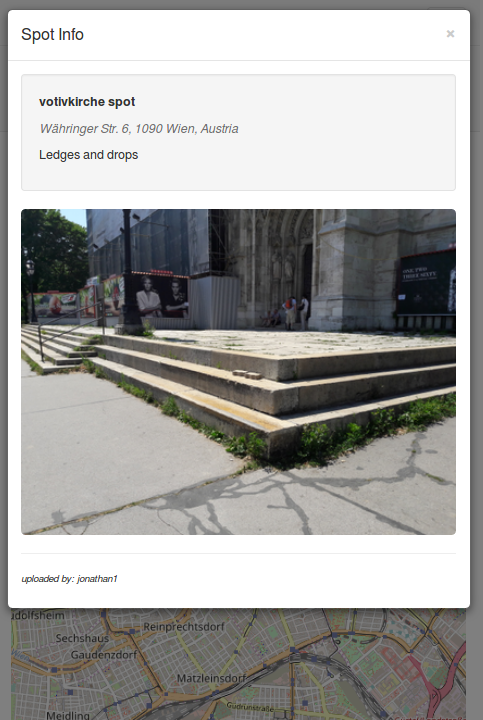 Spot Info
×
votivkirche spot
Währinger Str. 6, 1090 Wien, Austria
Ledges and drops
uploaded by: jonathan1
udolfsheim
Reinprechtsdorf
Sechshaus
Gaudenzdorf
Matzleinsdorf
Gudrunstraße
Meidling